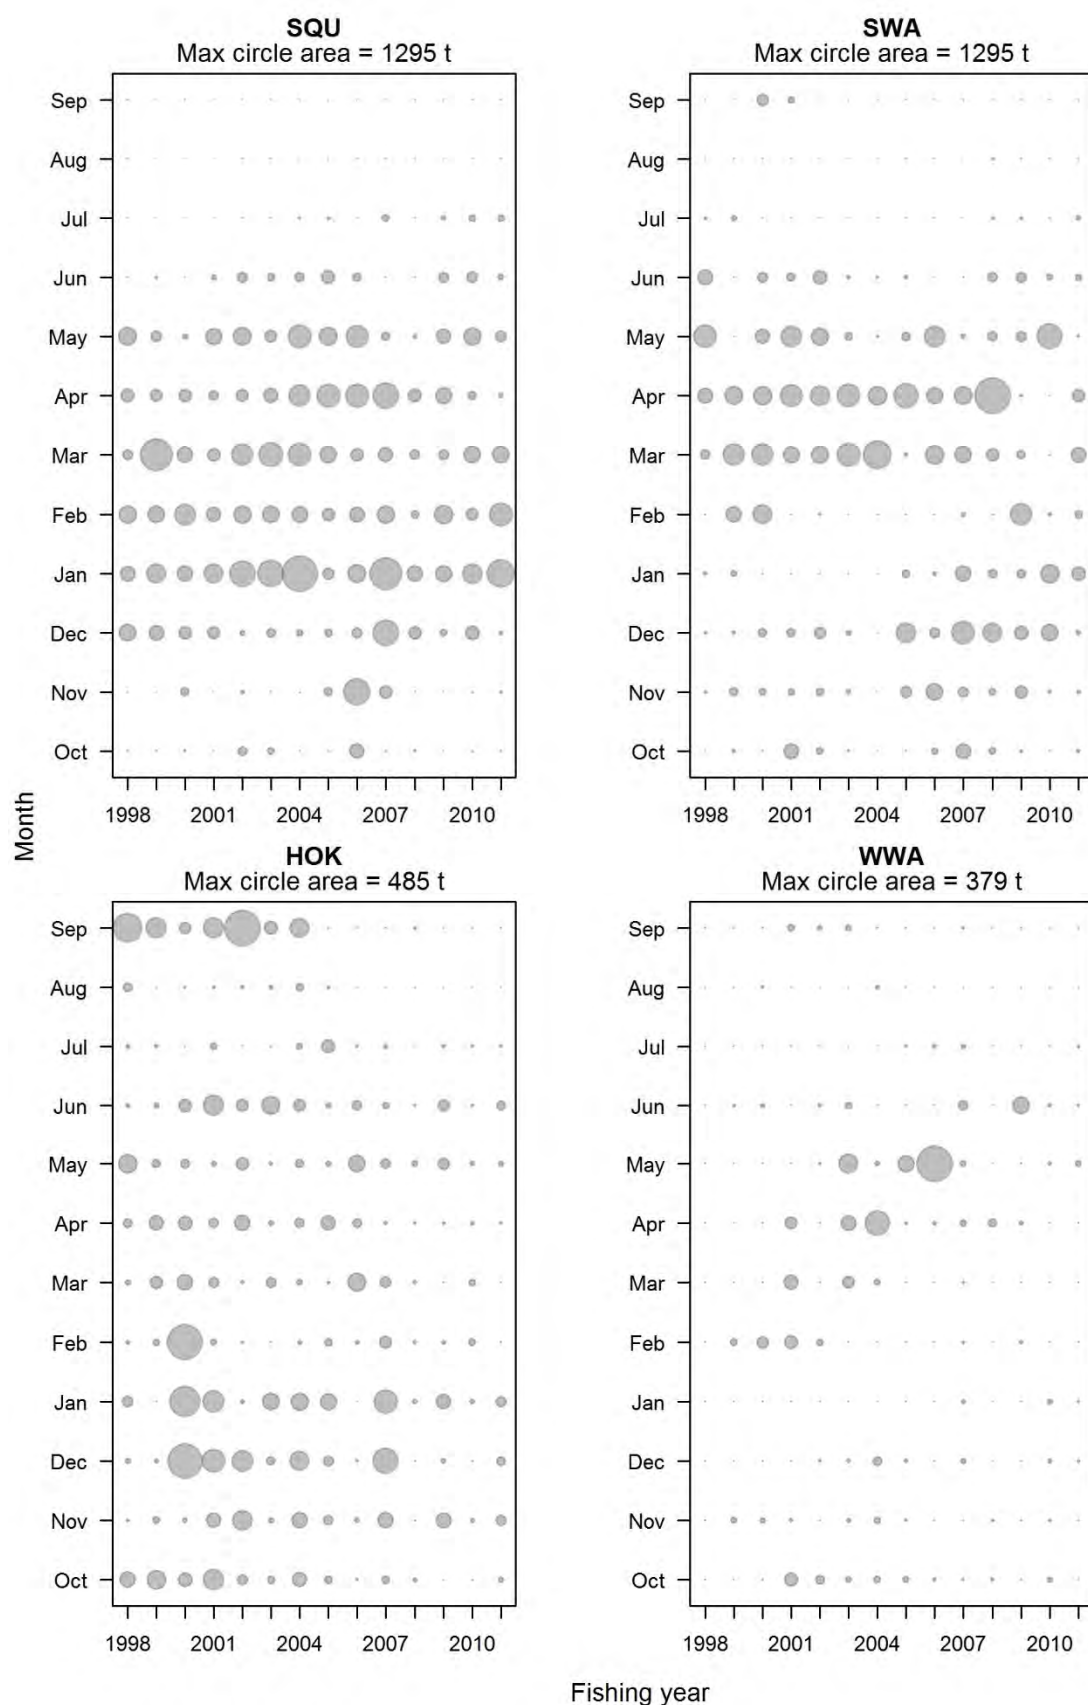 SQU
Max circle area = 1295 t
Sep
Aug
Jul
Jun
May
Apr
Mar
Feb
Jan
Dec
Nov
Oct
1998 2001 2004 2007 2010
SWA
Max circle area = 1295 t
Sep
Aug
Jul
Jun
May
Apr
Mar
Feb
Jan
Dec
Nov
Oct
1998 2001 2004 2007 2010
Month
HOK
Max circle area = 485 t
Sep
Aug
Jul
Jun
May
Apr
Mar
Feb
Jan
Dec
Nov
Oct
1998 2001 2004 2007 2010
WWA
Max circle area = 379 t
Sep
Aug
Jul
Jun
May
Apr
Mar
Feb
Jan
Dec
Nov
Oct
1998 2001 2004 2007 2010
Fishing year